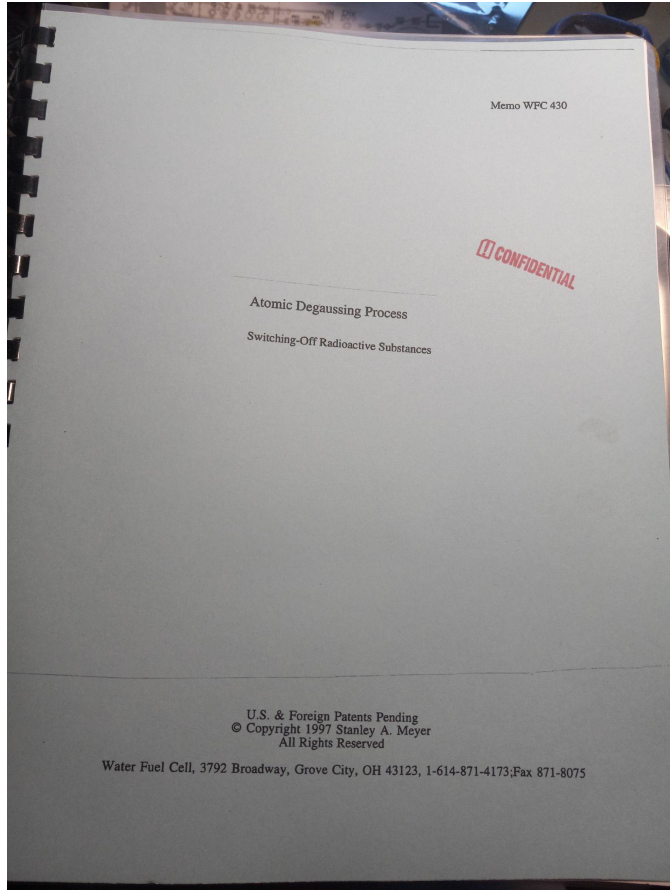 Memo WFC 430
CONFIDENTIAL
Atomic Degaussing Process
Switching-Off Radioactive Substances
U.S. & Foreign Patents Pending
© Copyright 1997 Stanley A. Meyer
All Rights Reserved
Water Fuel Cell, 3792 Broadway, Grove City, OH 43123, 1-614-871-4173;Fax 871-8075